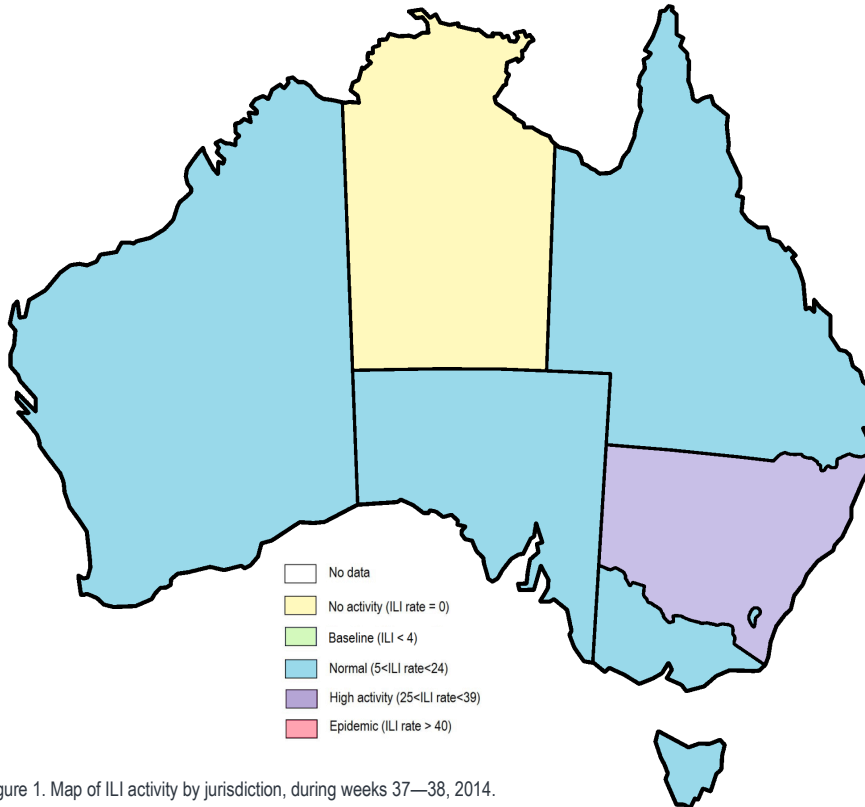 No data
No activity (ILI rate = 0)
Baseline (ILI < 4)
Normal (5<ILI rate<24)
High activity (25<ILI rate<39)
Epidemic (ILI rate > 40)
gure 1. Map of ILI activity by jurisdiction, during weeks 37—38, 2014.